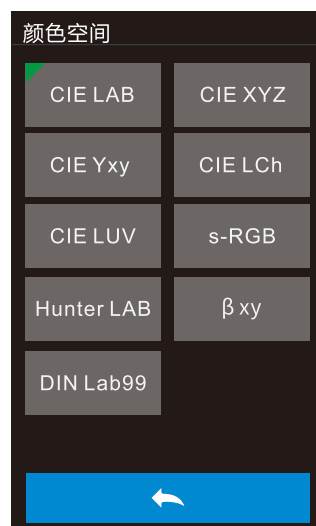 颜色空间
CIE LAB
CIE XYZ
CIE Yxy
CIE LCh
CIE LUV
s-RGB
Hunter LAB
β xy
DIN Lab99